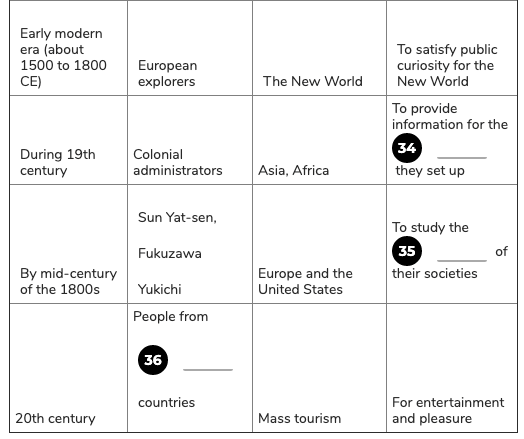 Early modern
era (about
1500 to 1800
CE)
European
explorers
The New World
To satisfy public
curiosity for the
New World
During 19th
century
Colonial
administrators
Asia, Africa
To provide
information for the
34 ______
they set up
By mid-century
of the 1800s
Sun Yat-sen,
Fukuzawa
Yukichi
Europe and the
United States
To study the
35 ______ of
their societies
20th century
People from
36 ______
countries
Mass tourism
For entertainment
and pleasure